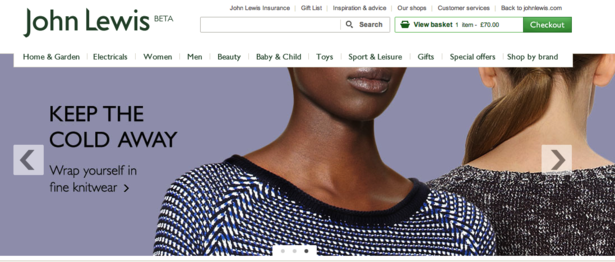 John Lewis BETA
John Lewis Insurance | Gift List | Inspiration & advice | Our shops | Customer services | Back to johnlewis.com
Search
View basket 1 item - £70.00
Checkout
Home & Garden | Electricals | Women | Men | Beauty | Baby & Child | Toys | Sport & Leisure | Gifts | Special offers | Shop by brand
KEEP THE
COLD AWAY
Wrap yourself in
fine knitwear >